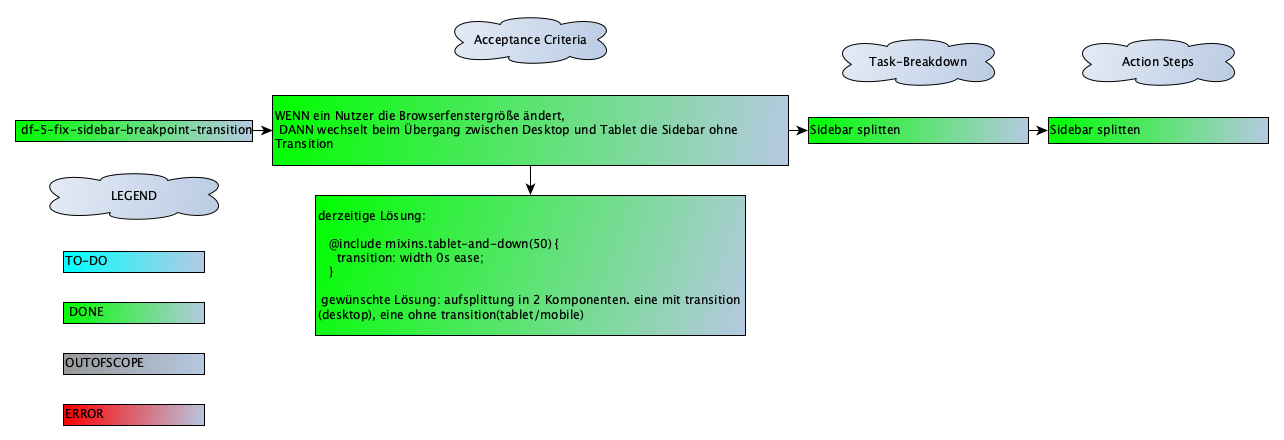 Acceptance Criteria
Task-Breakdown
Action Steps
df-5-fix-sidebar-breakpoint-transition
WENN ein Nutzer die Browserfenstergröße ändert,
DANN wechselt beim Übergang zwischen Desktop und Tablet die Sidebar ohne
Transition
Sidebar splitten
Sidebar splitten
derzeitige Lösung:
@include mixins.tablet-and-down(50) {
transition: width 0s ease;
}
gewünschte Lösung: aufsplittung in 2 Komponenten. eine mit transition
(desktop), eine ohne transition(tablet/mobile)
LEGEND
TO-DO
DONE
OUTOFSCOPE
ERROR